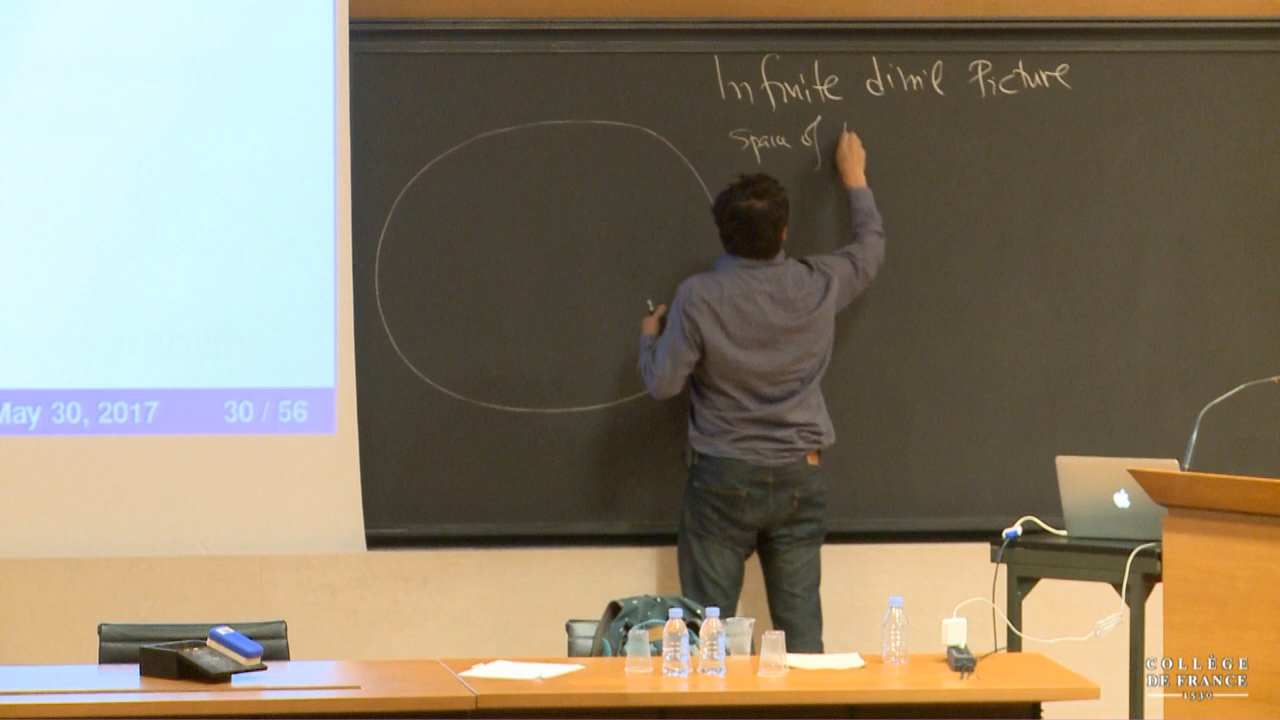 Infinite dim'l Picture
Space of
May 30, 2017 30 / 56
COLLÈGE
DE FRANCE
1530